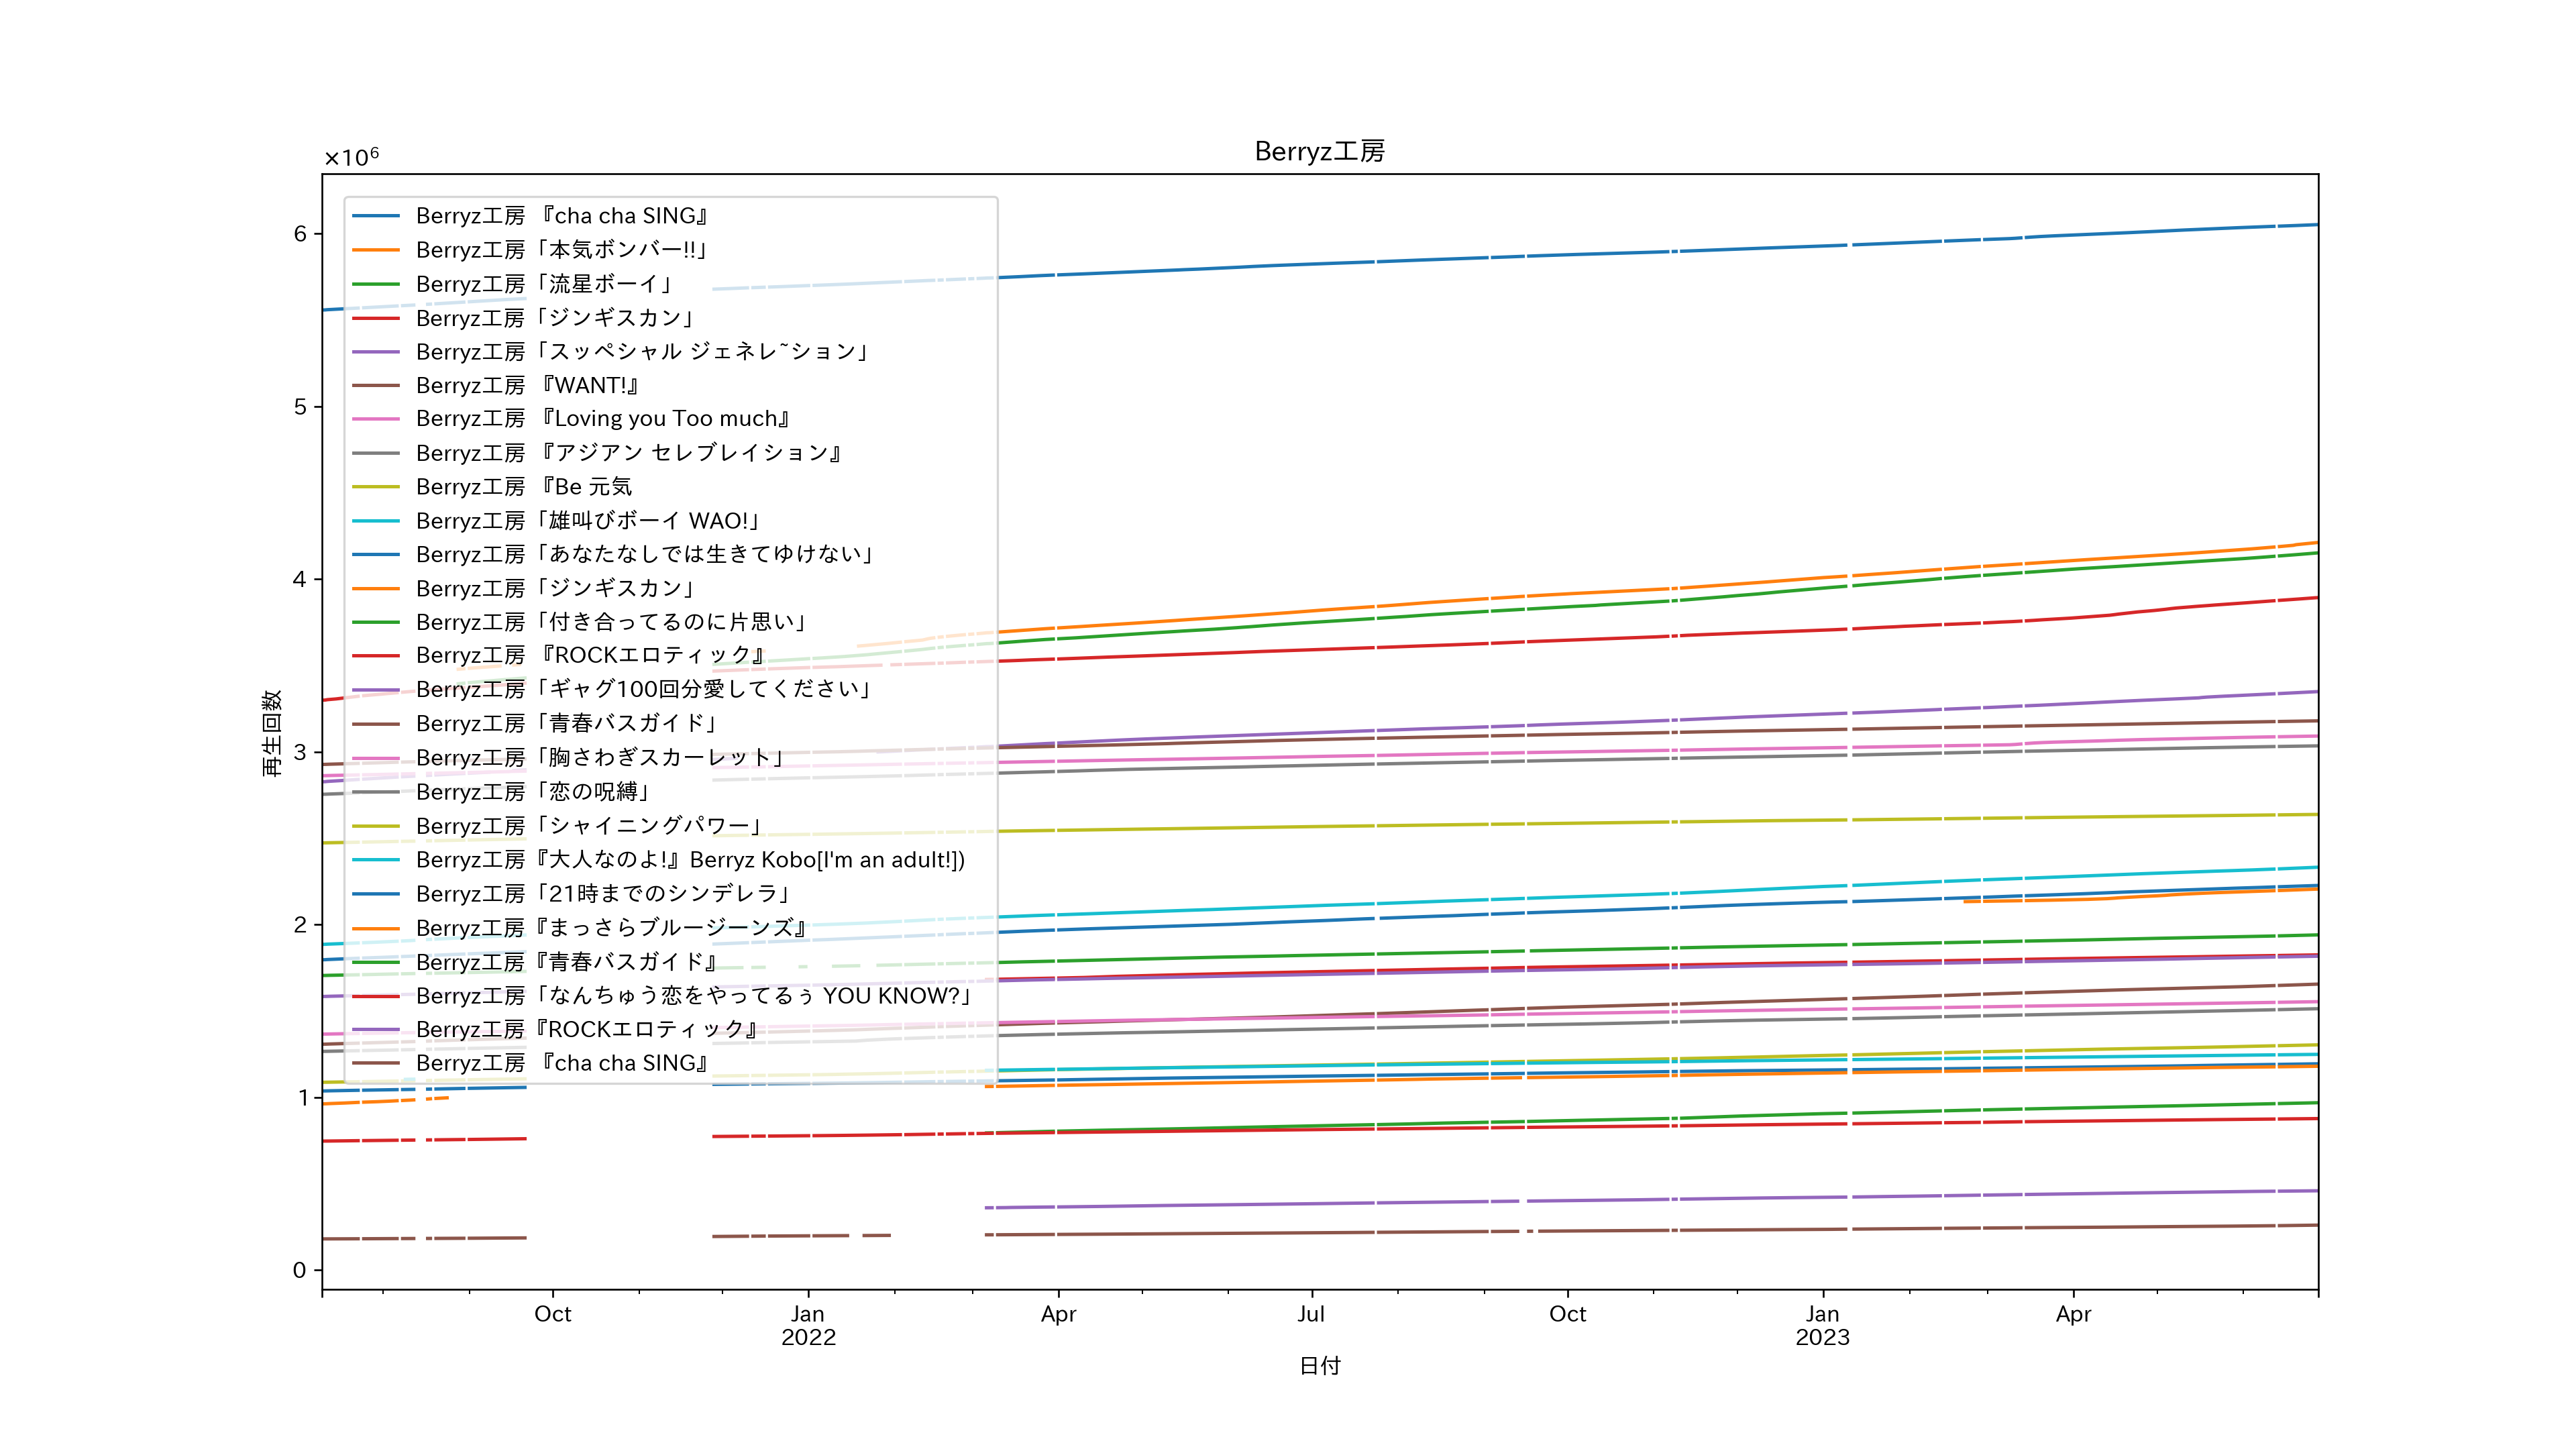 Berryz工房
×10⁶
Berryz工房 『cha cha SING』
Berryz工房「本気ボンバー!!」
Berryz工房「流星ボーイ」
Berryz工房「ジンギスカン」
Berryz工房「スッペシャル ジェネレ~ション」
Berryz工房 『WANT!』
Berryz工房 『Loving you Too much』
Berryz工房 『アジアン セレブレイション』
Berryz工房 『Be 元気
Berryz工房「雄叫びボーイ WAO!」
Berryz工房「あなたなしでは生きてゆけない」
Berryz工房「ジンギスカン」
Berryz工房「付き合ってるのに片思い」
Berryz工房 『ROCKエロティック』
Berryz工房「ギャグ100回分愛してください」
Berryz工房「青春バスガイド」
Berryz工房「胸さわぎスカーレット」
Berryz工房「恋の呪縛」
Berryz工房「シャイニングパワー」
Berryz工房『大人なのよ!』Berryz Kobo[I'm an adult!])
Berryz工房「21時までのシンデレラ」
Berryz工房『まっさらブルージーンズ』
Berryz工房『青春バスガイド』
Berryz工房「なんちゅう恋をやってるぅ YOU KNOW?」
Berryz工房『ROCKエロティック』
Berryz工房 『cha cha SING』
6
5
4
3
2
1
0
再生回数
Oct Jan Apr Jul Oct Jan Apr
2022 2023
日付